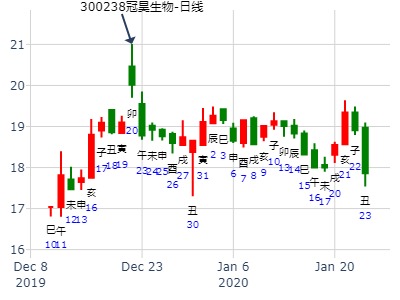 300238冠昊生物-日线
21
20
19
18
17
16
巳 午 未 申 亥 子 丑 寅 卯 午 未 申 酉 戌 丑 寅 辰 巳 申 酉 戌 亥 子 卯 辰 巳 午 未 戌 亥 子 丑
10 11 12 13 16 17 18 19 20 23 24 25 26 27 30 31 2 3 6 7 8 9 10 13 14 15 16 17 20 21 22 23
Dec 8 Dec 23 Jan 6 Jan 20
2019 2020